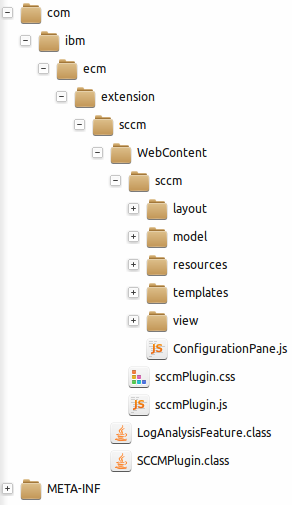 com
ibm
ecm
extension
sccm
WebContent
sccm
layout
model
resources
templates
view
ConfigurationPane.js
sccmPlugin.css
sccmPlugin.js
LogAnalysisFeature.class
SCCMPlugin.class
META-INF